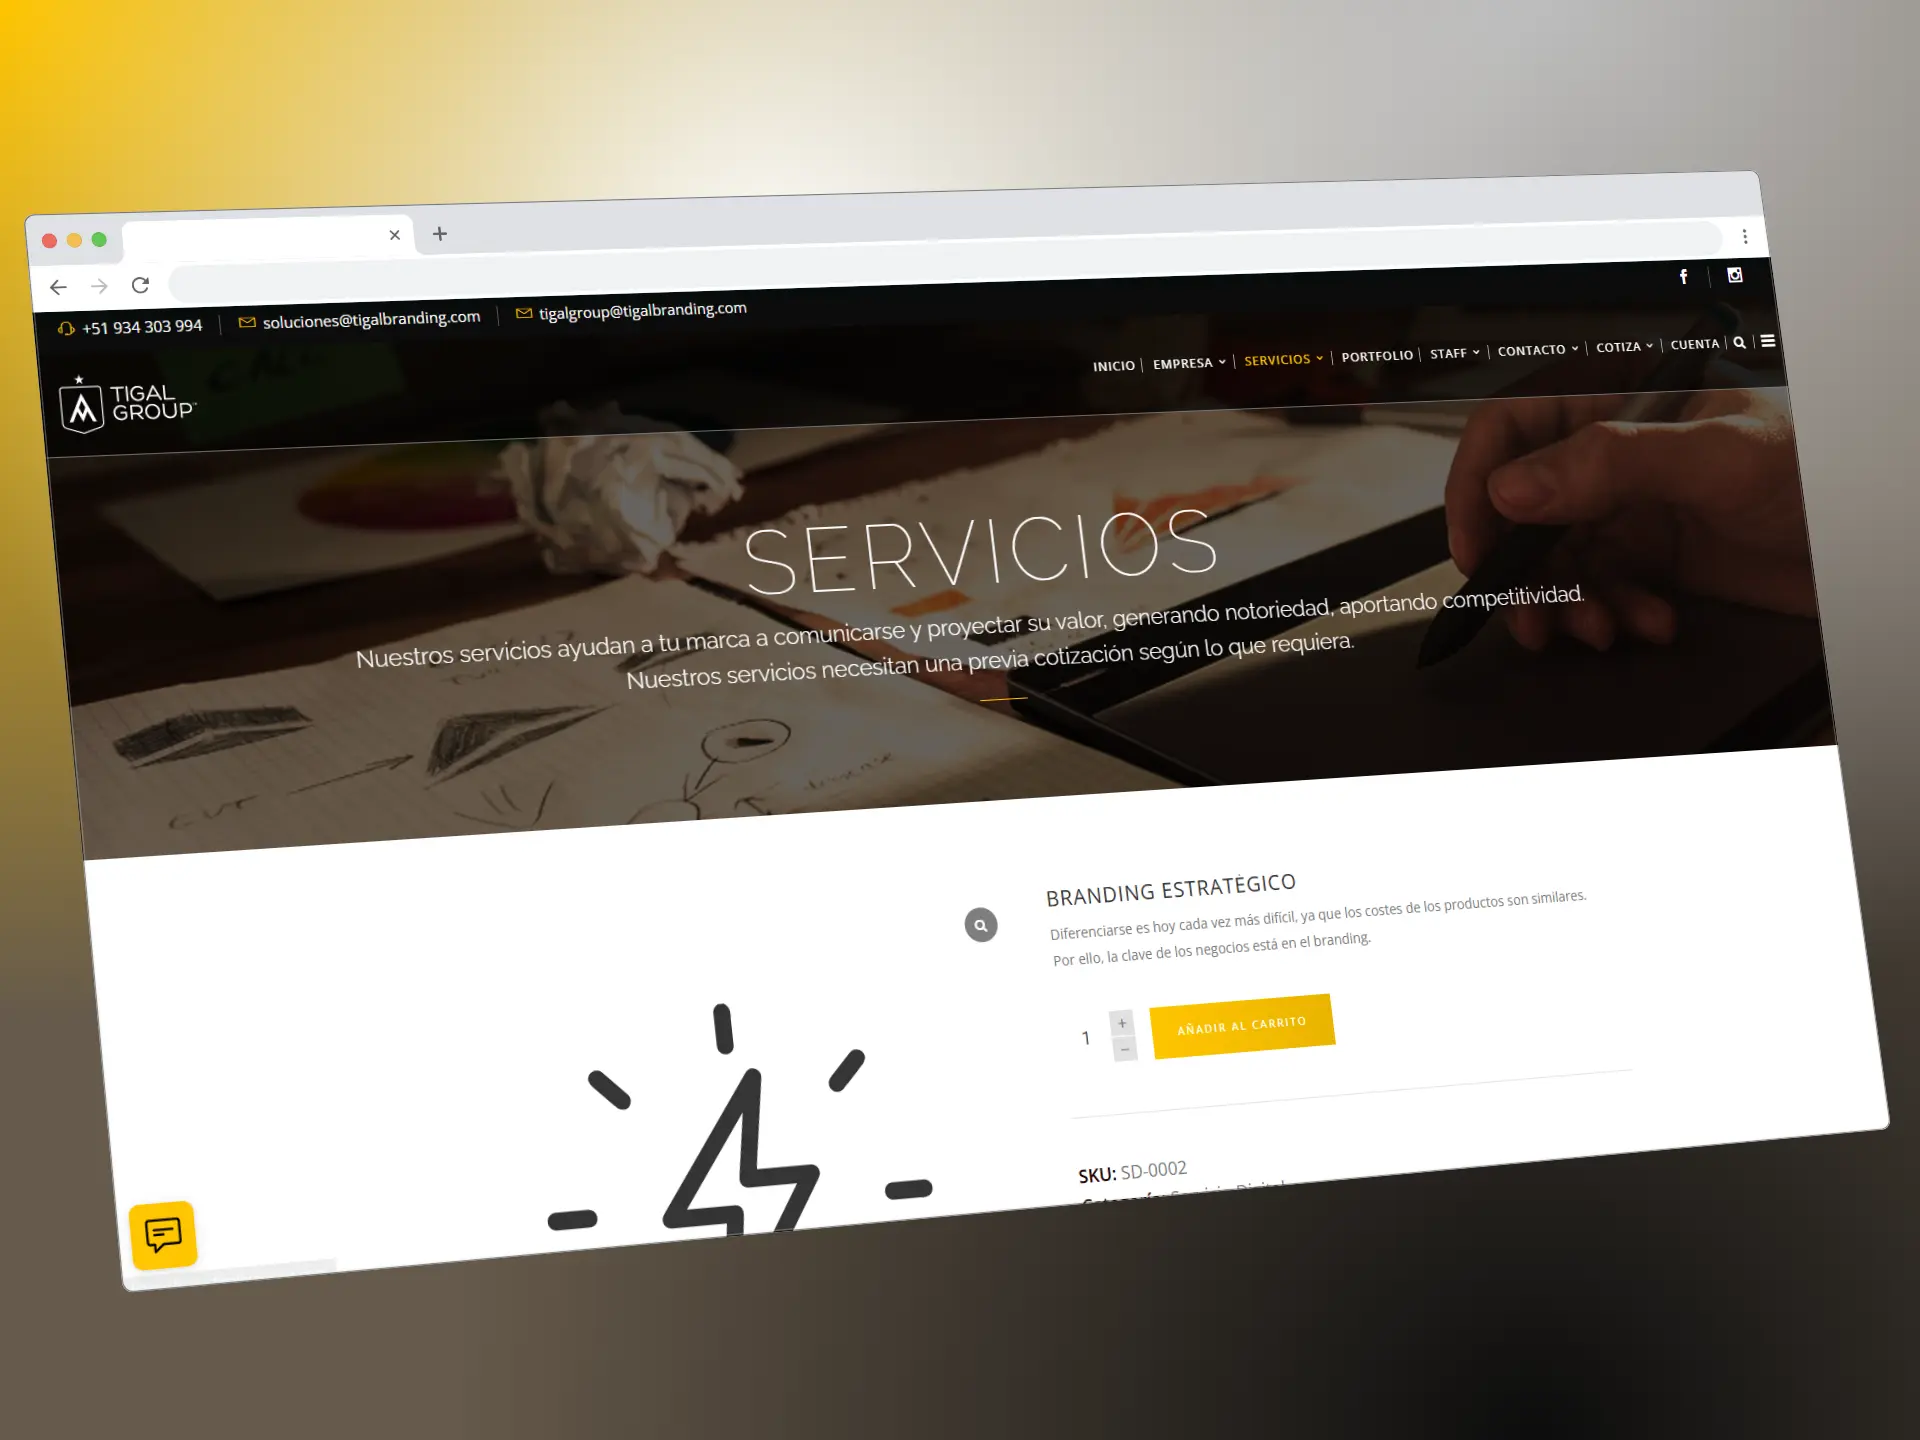 +51 934 303 994
soluciones@tigalbranding.com
tigalgroup@tigalbranding.com
TIGAL
GROUP™
INICIO
EMPRESA
SERVICIOS
PORTFOLIO
STAFF
CONTACTO
COTIZA
CUENTA
SERVICIOS
Nuestros servicios ayudan a tu marca a comunicarse y proyectar su valor, generando notoriedad, aportando competitividad.
Nuestros servicios necesitan una previa cotización según lo que requiera.
BRANDING ESTRATÉGICO
Diferenciarse es hoy cada vez más difícil, ya que los costes de los productos son similares.
Por ello, la clave de los negocios está en el branding.
1
+
−
AÑADIR AL CARRITO
SKU: SD-0002